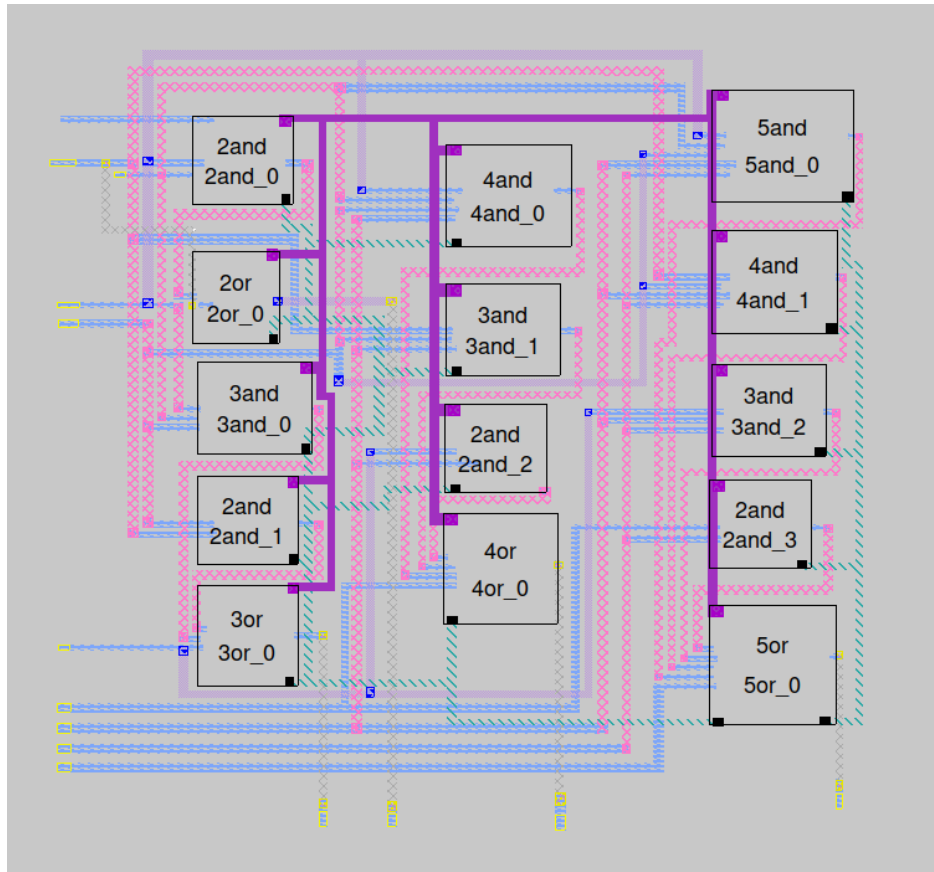 2and
2and_0
2or
2or_0
3and
3and_0
2and
2and_1
3or
3or_0
4and
4and_0
3and
3and_1
2and
2and_2
4or
4or_0
5and
5and_0
4and
4and_1
3and
3and_2
2and
2and_3
5or
5or_0